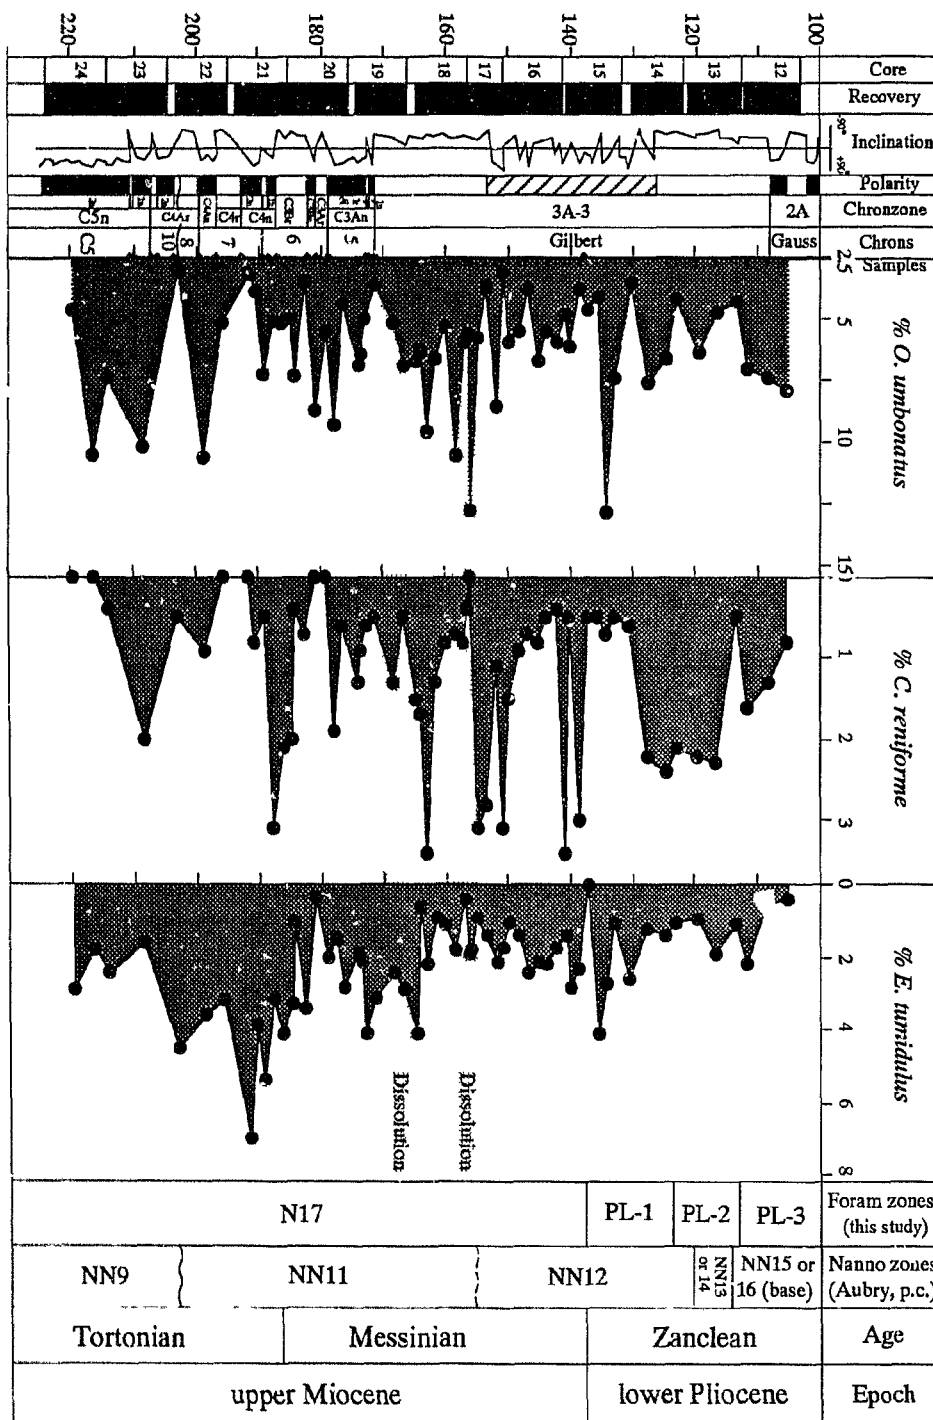 220 200 180 160 140 120 100
24 23 22 21 20 19 18 17 16 15 14 13 12 Core
Recovery
-90°
+90°
Inclination
Polarity
C5n C4Ar C4An C4r C4n C3Br C3An 3A-3 2A Chronzone
C5 10 8 7 6 5 Gilbert Gauss Chrons
Samples
2.5
5
10
15
% O. umbonatus
1
2
3
% C. reniforme
0
2
4
6
8
% E. tumidulus
Dissolution
Dissolution
N17 PL-1 PL-2 PL-3 Foram zones
(this study)
NN9 NN11 NN12 NN13
or 14
NN15 or
16 (base)
Nanno zones
(Aubry, p.c.)
Tortonian Messinian Zanclean Age
upper Miocene lower Pliocene Epoch